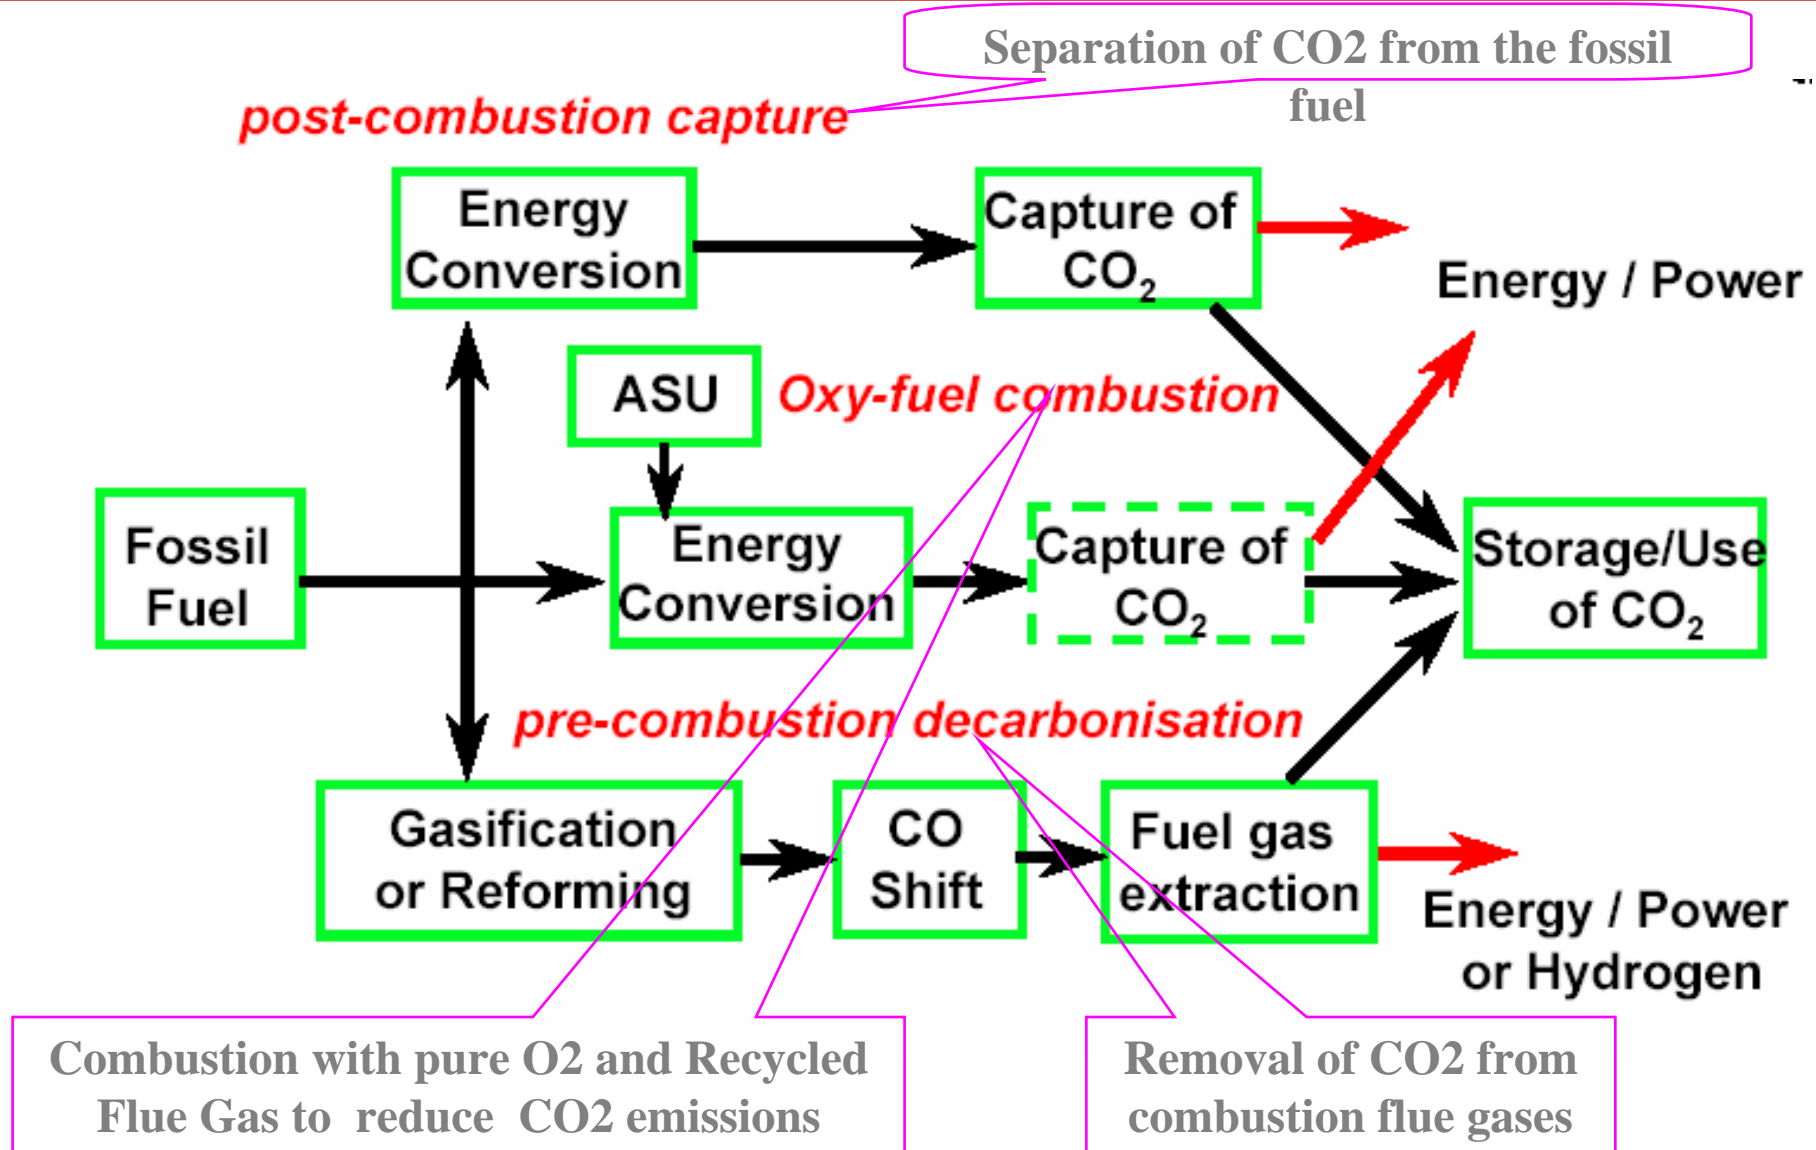 Separation of CO2 from the fossil
fuel
post-combustion capture
Energy
Conversion
Capture of
CO₂
Energy / Power
ASU
Oxy-fuel combustion
Fossil
Fuel
Energy
Conversion
Capture of
CO₂
Storage/Use
of CO₂
pre-combustion decarbonisation
Gasification
or Reforming
CO
Shift
Fuel gas
extraction
Energy / Power
or Hydrogen
Combustion with pure O2 and Recycled
Flue Gas to reduce CO2 emissions
Removal of CO2 from
combustion flue gases